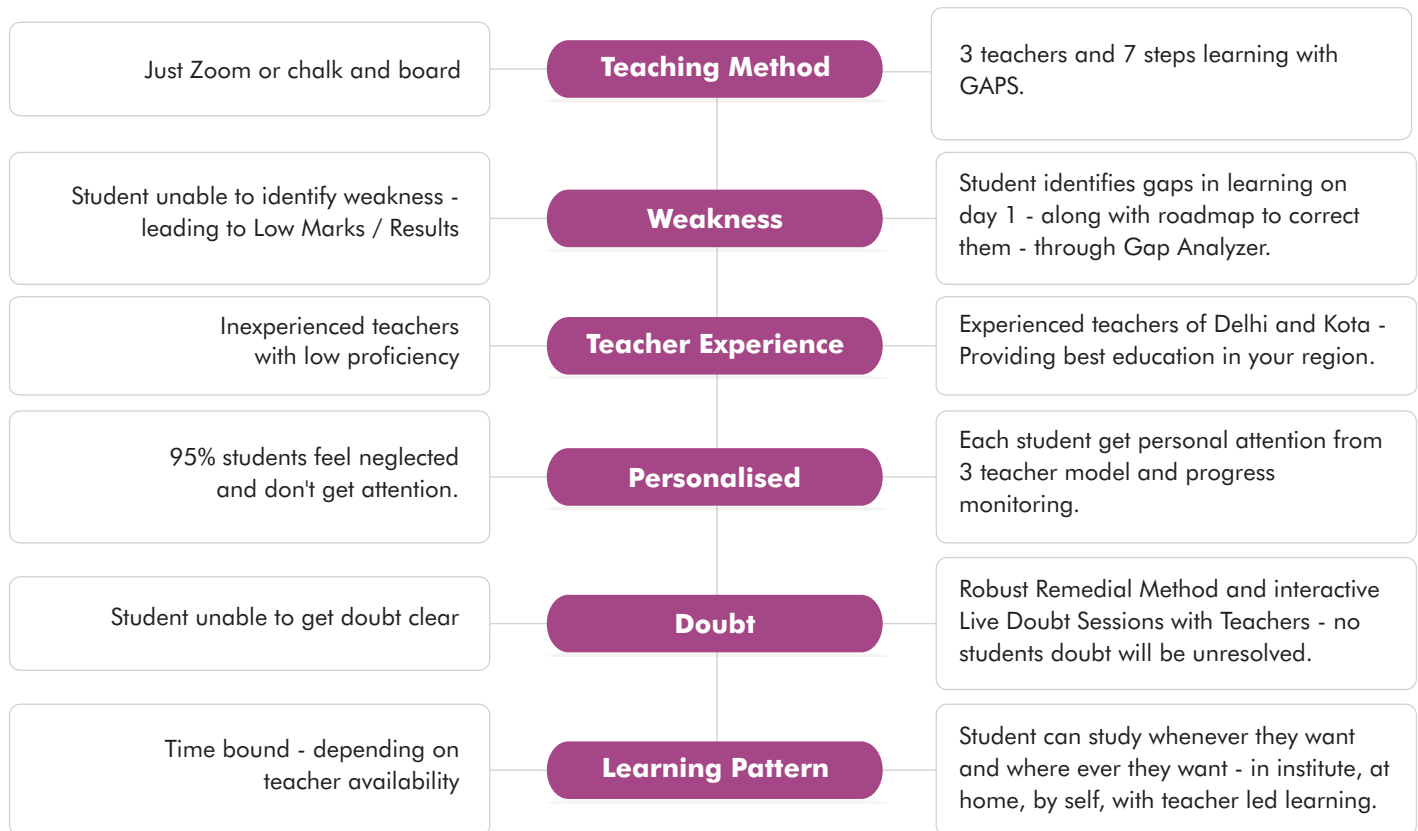 Just Zoom or chalk and board
Teaching Method
3 teachers and 7 steps learning with
GAPS.
Student unable to identify weakness -
leading to Low Marks / Results
Weakness
Student identifies gaps in learning on
day 1 - along with roadmap to correct
them - through Gap Analyzer.
Inexperienced teachers
with low proficiency
Teacher Experience
Experienced teachers of Delhi and Kota -
Providing best education in your region.
95% students feel neglected
and don't get attention.
Personalised
Each student get personal attention from
3 teacher model and progress
monitoring.
Student unable to get doubt clear
Doubt
Robust Remedial Method and interactive
Live Doubt Sessions with Teachers - no
students doubt will be unresolved.
Time bound - depending on
teacher availability
Learning Pattern
Student can study whenever they want
and where ever they want - in institute, at
home, by self, with teacher led learning.